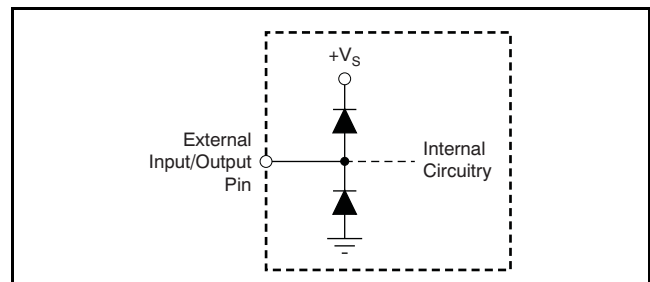 +VS
External
Input/Output
Pin
Internal
Circuitry